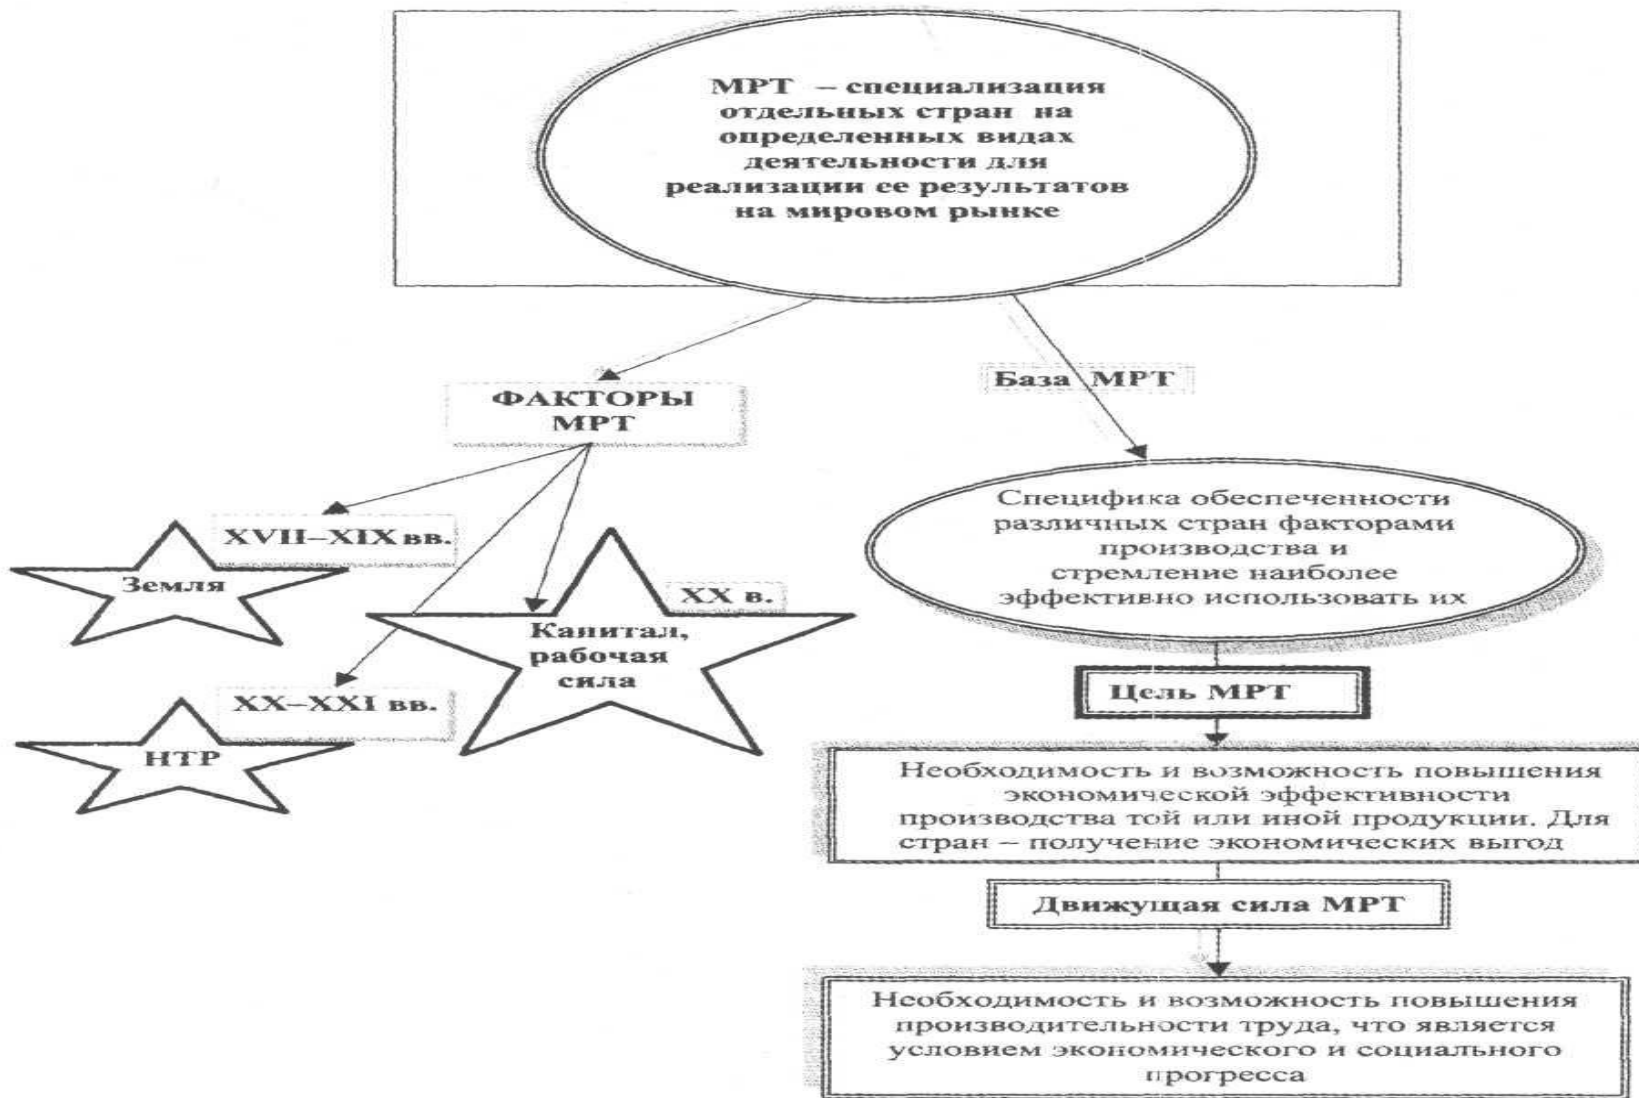 МРТ – специализация
отдельных стран на
определенных видах
деятельности для
реализации ее результатов
на мировом рынке
ФАКТОРЫ
МРТ
База МРТ
XVII–XIX вв.
Земля
XX в.
Капитал,
рабочая
сила
XX–XXI вв.
НТР
Специфика обеспеченности
различных стран факторами
производства и
стремление наиболее
эффективно использовать их
Цель МРТ
Необходимость и возможность повышения
экономической эффективности
производства той или иной продукции. Для
стран – получение экономических выгод
Движущая сила МРТ
Необходимость и возможность повышения
производительности труда, что является
условием экономического и социального
прогресса